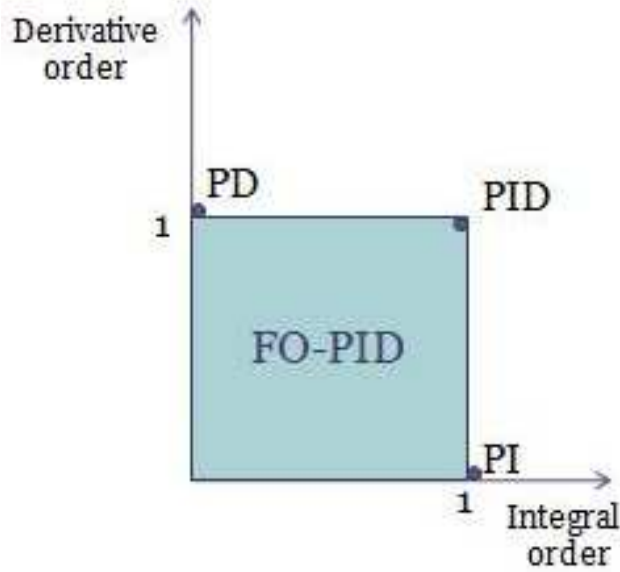 Derivative
order
PD
PID
1
FO-PID
PI
1
Integral
order